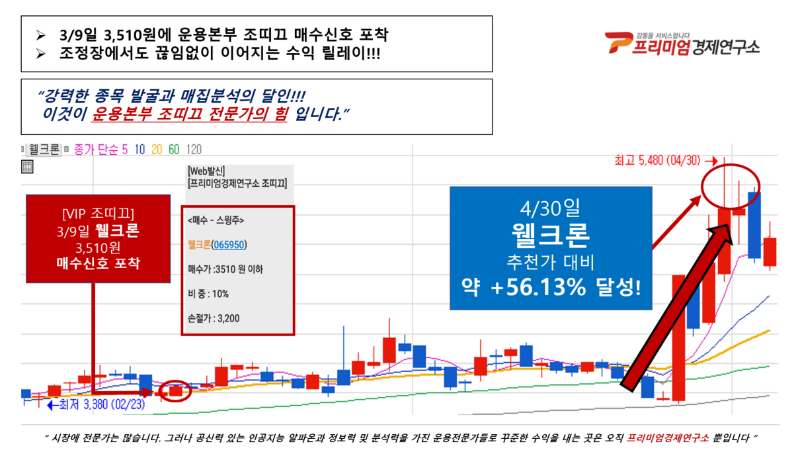 ➢ 3/9일 3,510원에 운용본부 조띠끄 매수신호 포착
➢ 조정장에서도 끊임없이 이어지는 수익 릴레이!!!
감동을 서비스합니다
프리미엄경제연구소
“강력한 종목 발굴과 매집분석의 달인!!!
이것이 운용본부 조띠끄 전문가의 힘 입니다.”
웰크론 종가 단순 5 10 20 60 120
최고 5,480 (04/30)
[Web발신]
[프리미엄경제연구소 조띠끄]
<매수 - 스윙주>
웰크론(065950)
매수가 :3510 원 이하
비 중 : 10%
손절가 : 3,200
[VIP 조띠끄]
3/9일 웰크론
3,510원
매수신호 포착
4/30일
웰크론
추천가 대비
약 +56.13% 달성!
최저 3,380 (02/23)
“ 시장에 전문가는 많습니다. 그러나 공신력 있는 인공지능 알파온과 정보력 및 분석력을 가진 운용전문가들로 꾸준한 수익을 내는 곳은 오직 프리미엄경제연구소 뿐입니다 ”